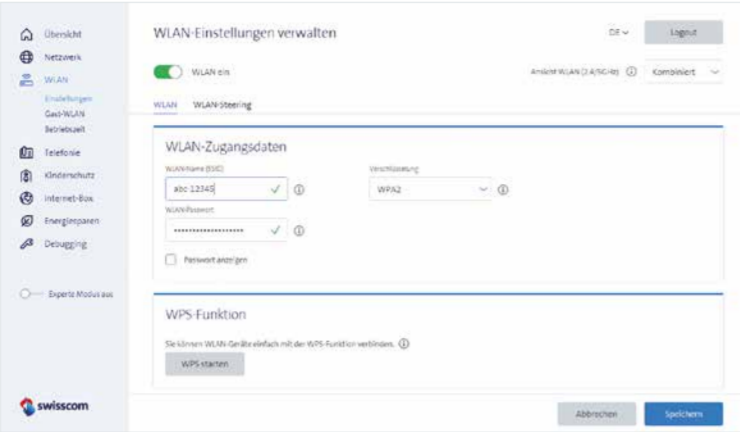 Übersicht
Netzwerk
WLAN
Einstellungen
Gast-WLAN
Betriebszeit
Telefonie
Kinderschutz
Internet-Box
Energiesparen
Debugging
Experte Modus aus
swisscom
WLAN-Einstellungen verwalten
DE
Logout
WLAN ein
Ansicht WLAN (2.4/5GHz)
Kombiniert
WLAN
WLAN-Steering
WLAN-Zugangsdaten
WLAN-Name (SSID)
Verschlüsselung
abc-12345
WPA2
WLAN-Passwort
Passwort anzeigen
WPS-Funktion
Sie können WLAN-Geräte einfach mit der WPS-Funktion verbinden.
WPS starten
Abbrechen
Speichern